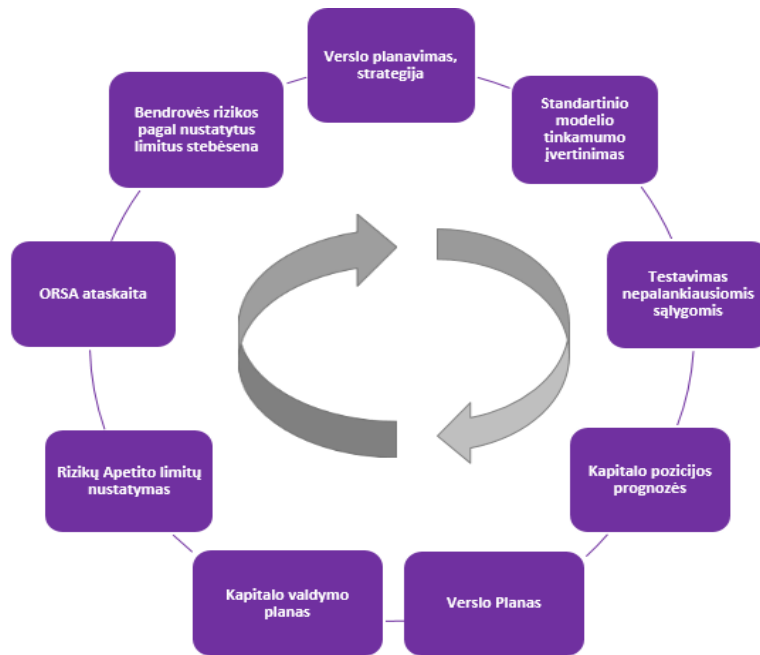 Verslo planavimas,
strategija
Standartinio
modelio
tinkamumo
įvertinimas
Testavimas
nepalankiausiomis
sąlygomis
Kapitalo pozicijos
prognozės
Verslo Planas
Kapitalo valdymo
planas
Rizikų Apetito limitų
nustatymas
ORSA ataskaita
Bendrovės rizikos
pagal nustatytus
limitus stebėsena